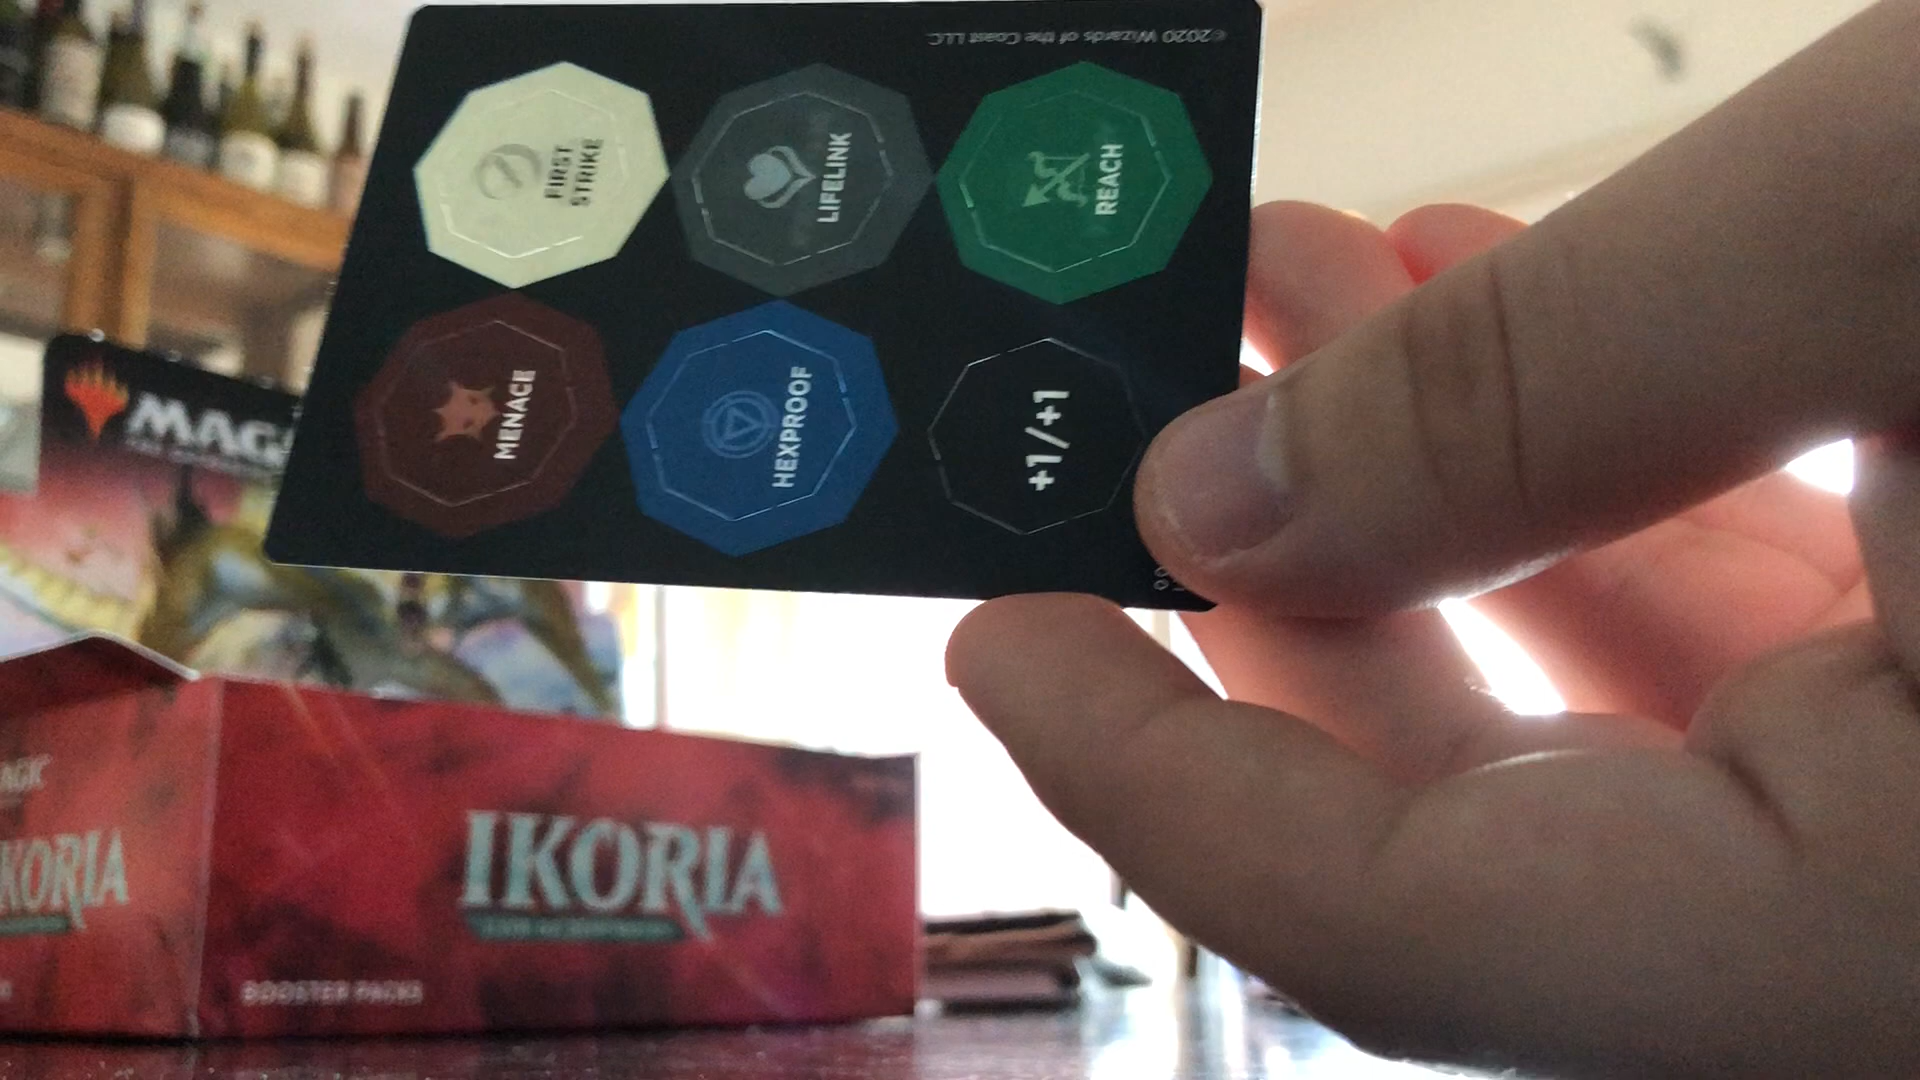 ©2020 Wizards of the Coast LLC.
FIRST
STRIKE
LIFELINK
REACH
MENACE
HEXPROOF
+1/+1
MAG
AGIC
KORIA
IKORIA
BOOSTER PACKS